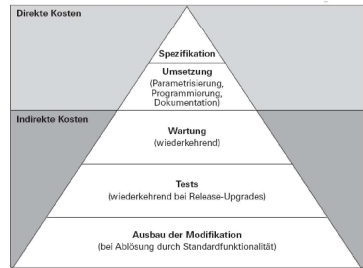 Direkte Kosten
Spezifikation
Umsetzung
(Parametrisierung,
Programmierung,
Dokumentation)
Indirekte Kosten
Wartung
(wiederkehrend)
Tests
(wiederkehrend bei Release-Upgrades)
Ausbau der Modifikation
(bei Ablösung durch Standardfunktionalität)